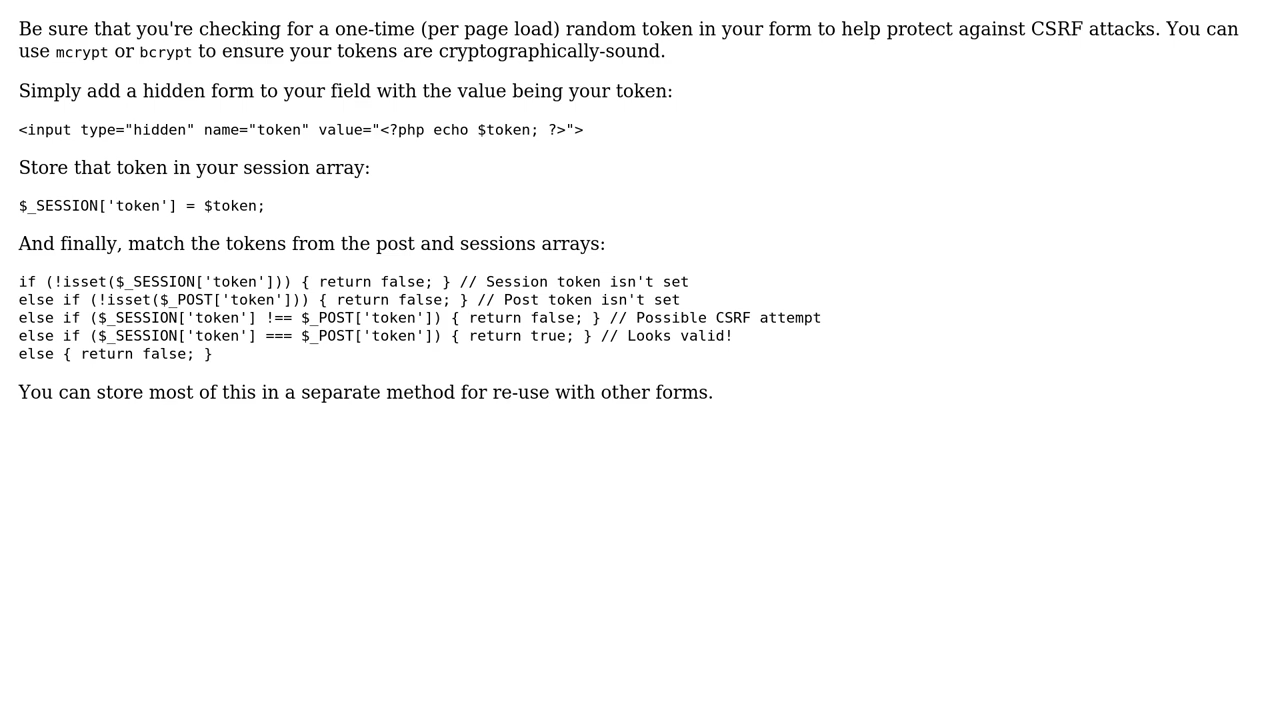 Be sure that you're checking for a one-time (per page load) random token in your form to help protect against CSRF attacks. You can
use mcrypt or bcrypt to ensure your tokens are cryptographically-sound.
Simply add a hidden form to your field with the value being your token:
<input type="hidden" name="token" value="<?php echo $token; ?>">
Store that token in your session array:
$_SESSION['token'] = $token;
And finally, match the tokens from the post and sessions arrays:
if (!isset($_SESSION['token'])) { return false; } // Session token isn't set
else if (!isset($_POST['token'])) { return false; } // Post token isn't set
else if ($_SESSION['token'] !== $_POST['token']) { return false; } // Possible CSRF attempt
else if ($_SESSION['token'] === $_POST['token']) { return true; } // Looks valid!
else { return false; }
You can store most of this in a separate method for re-use with other forms.